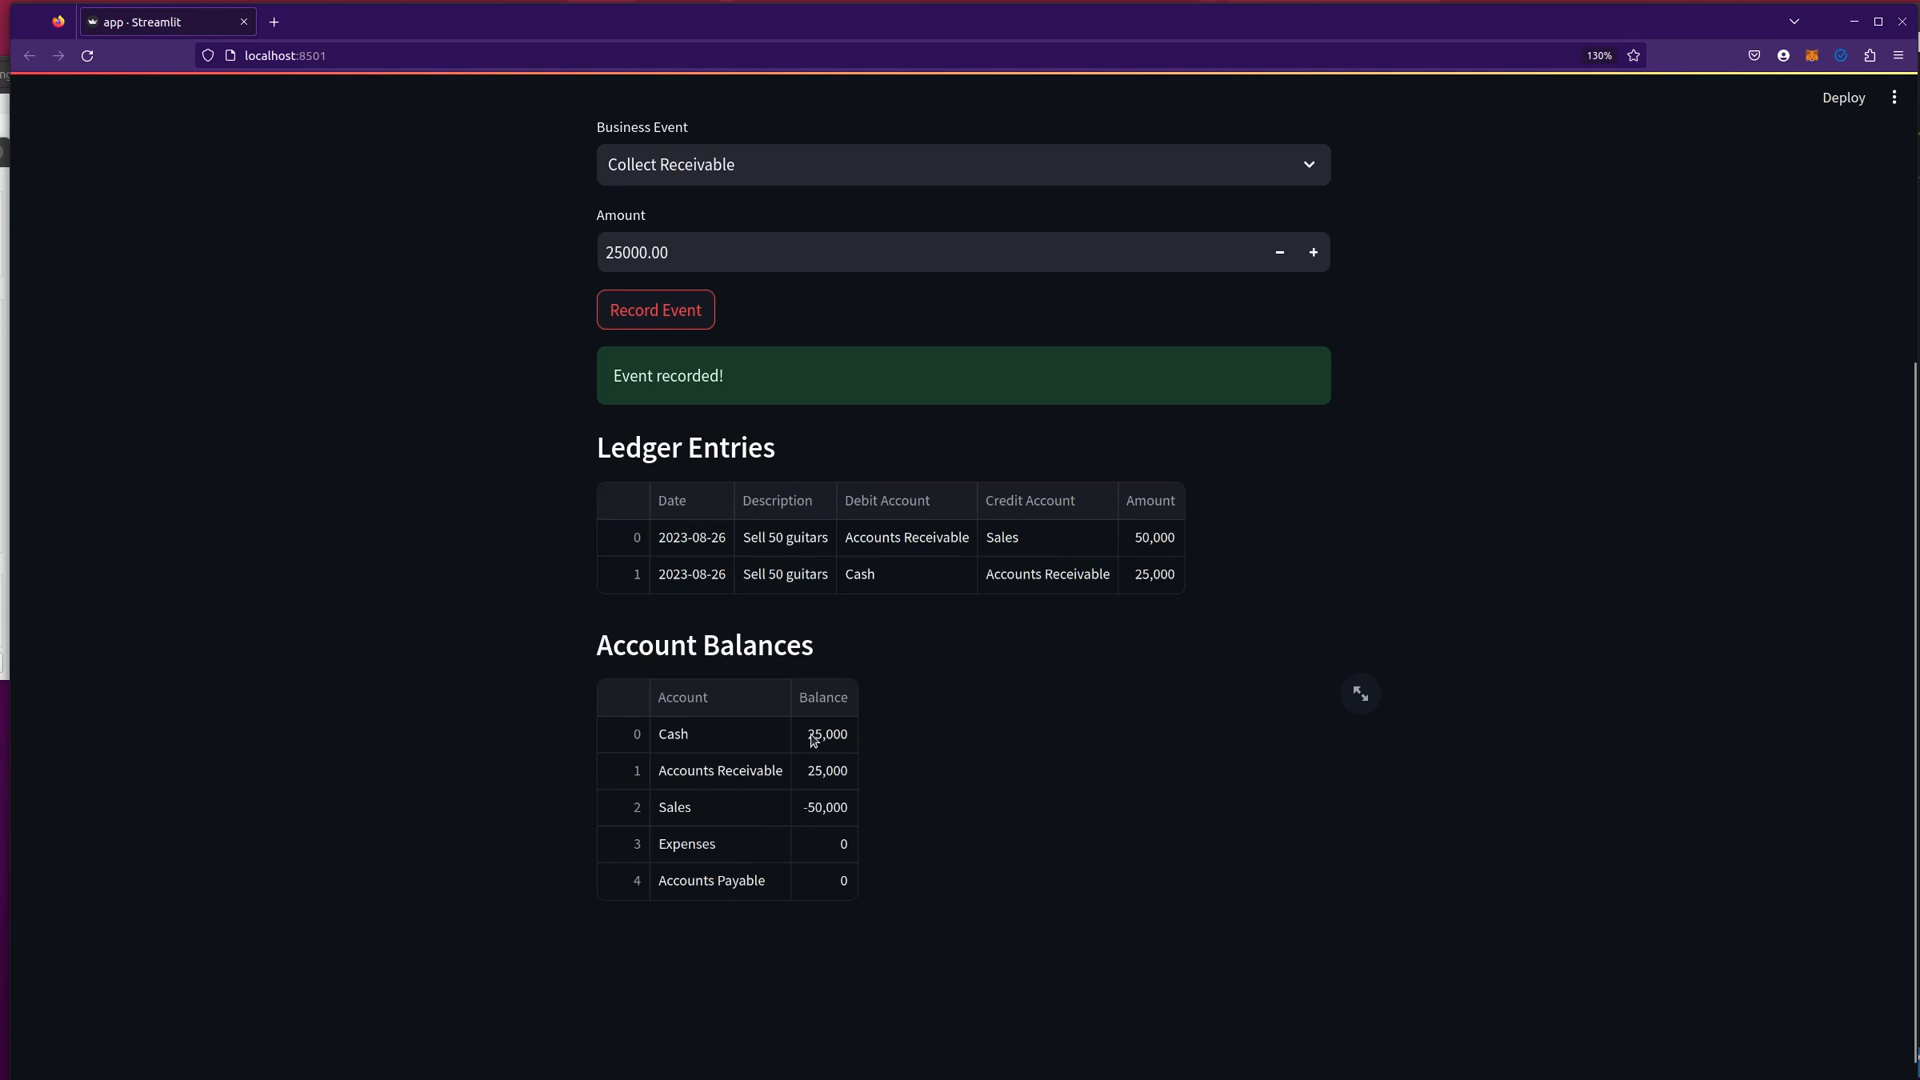 app · Streamlit
localhost:8501
130%
Deploy
Business Event
Collect Receivable
Amount
25000.00
Record Event
Event recorded!
Ledger Entries
Date Description Debit Account Credit Account Amount
0 2023-08-26 Sell 50 guitars Accounts Receivable Sales 50,000
1 2023-08-26 Sell 50 guitars Cash Accounts Receivable 25,000
Account Balances
Account Balance
0 Cash 25,000
1 Accounts Receivable 25,000
2 Sales -50,000
3 Expenses 0
4 Accounts Payable 0